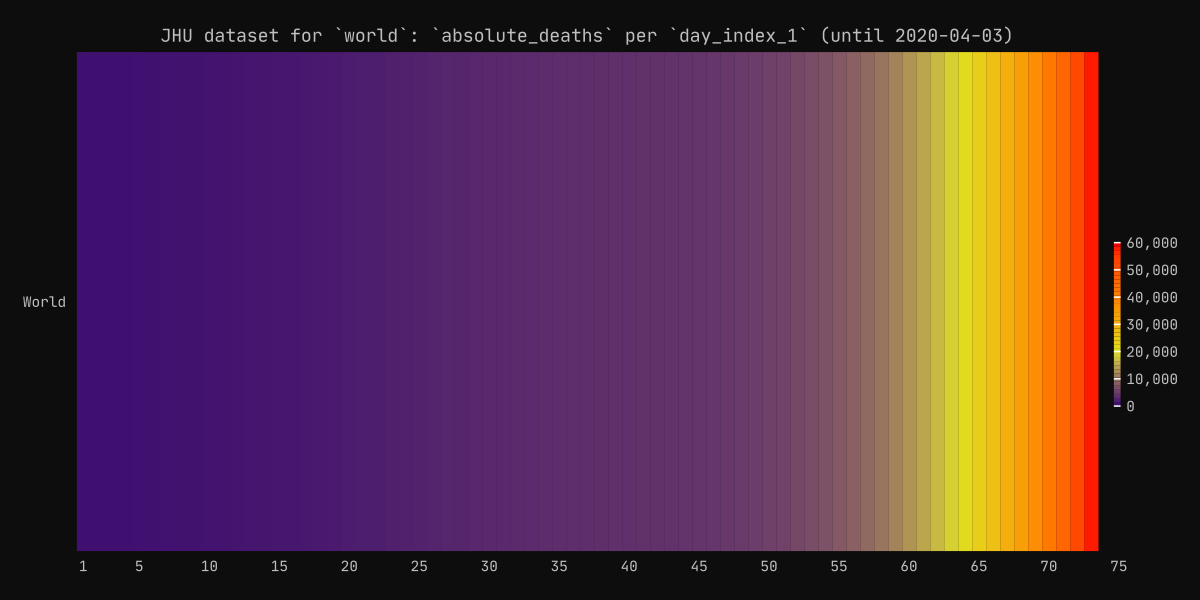 JHU dataset for `world`: `absolute_deaths` per `day_index_1` (until 2020-04-03)
60,000
50,000
40,000
30,000
20,000
10,000
0
World
1 5 10 15 20 25 30 35 40 45 50 55 60 65 70 75